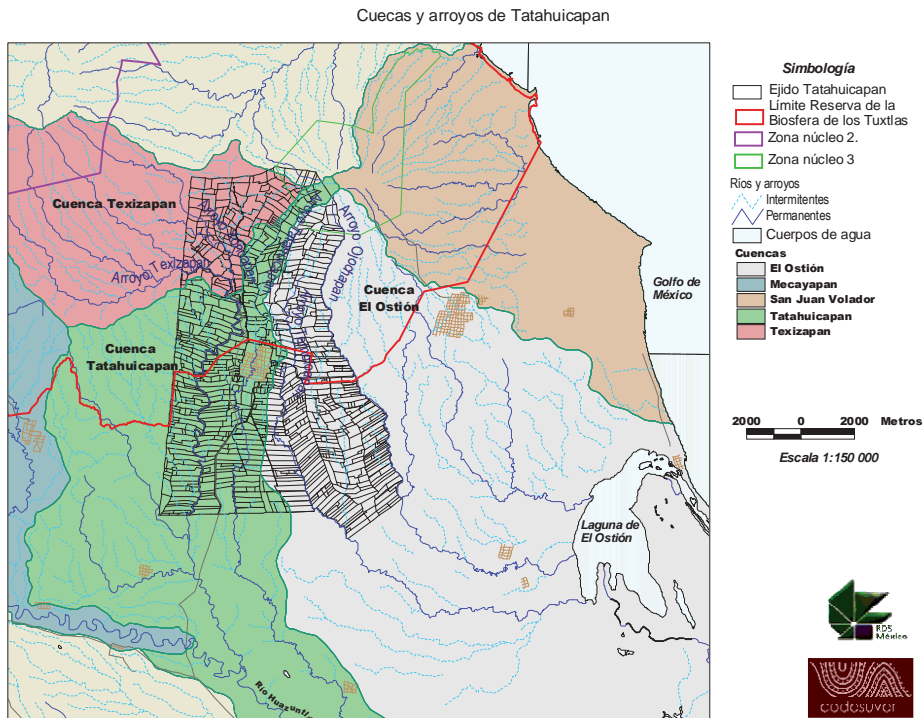 Cuecas y arroyos de Tatahuicapan
Simbología
Ejido Tatahuicapan
Límite Reserva de la
Biosfera de los Tuxtlas
Zona núcleo 2.
Zona núcleo 3
Ríos y arroyos
Intermitentes
Permanentes
Cuerpos de agua
Cuencas
El Ostión
Mecayapan
San Juan Volador
Tatahuicapan
Texizapan
2000 0 2000 Metros
Escala 1:150 000
Cuenca Texizapan
Arroyo Texizapan
Arroyo Ojochapan
Cuenca
El Ostión
Golfo de
México
Cuenca
Tatahuicapan
Laguna de
El Ostión
RDS
México
codesuver